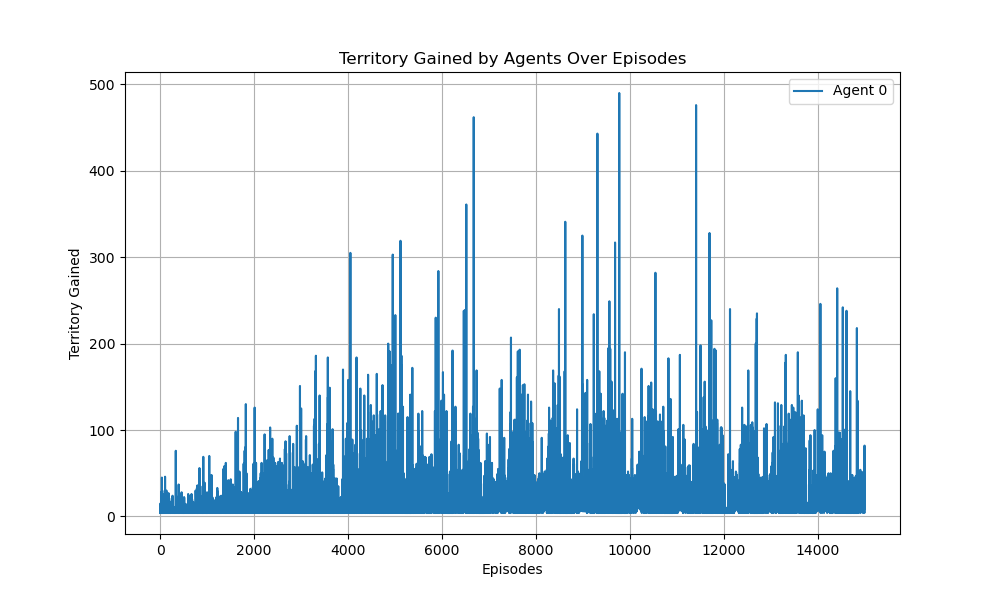 Territory Gained by Agents Over Episodes
Agent 0
Territory Gained
500
400
300
200
100
0
0 2000 4000 6000 8000 10000 12000 14000
Episodes